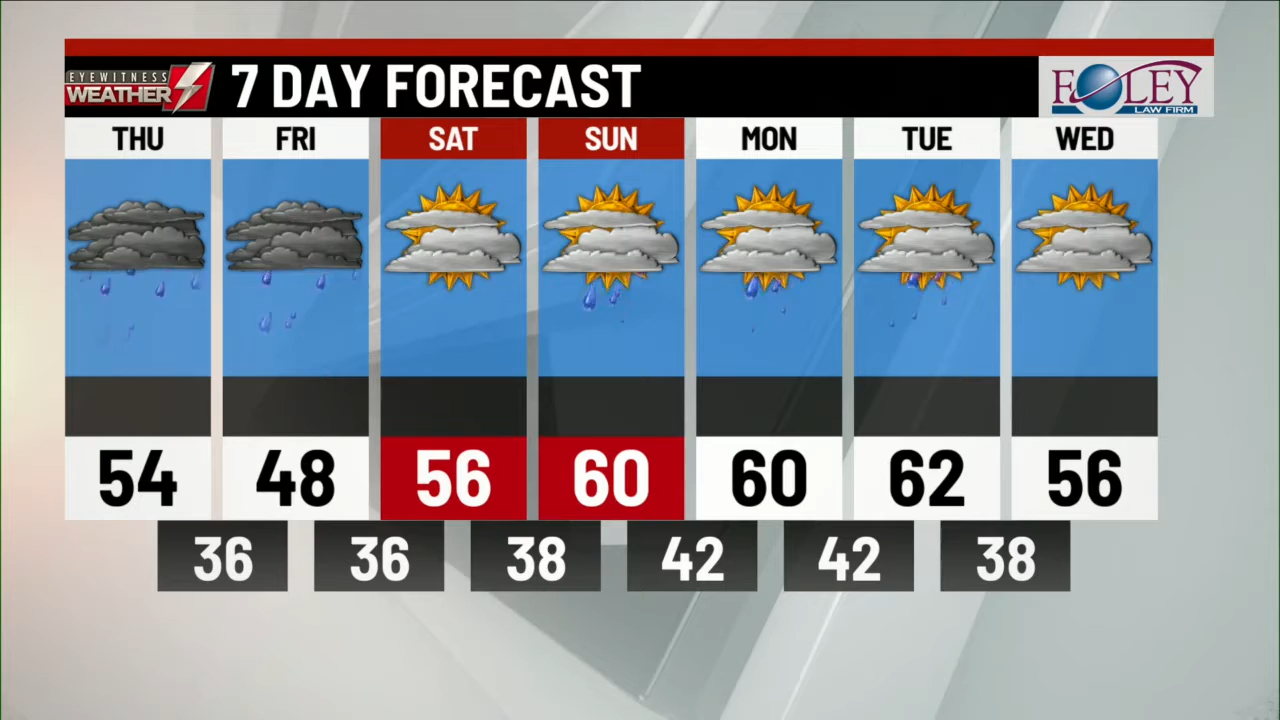 EYEWITNESS
WEATHER
7 DAY FORECAST
FOLEY
LAW FIRM
THU FRI SAT SUN MON TUE WED
54 48 56 60 60 62 56
36 36 38 42 42 38